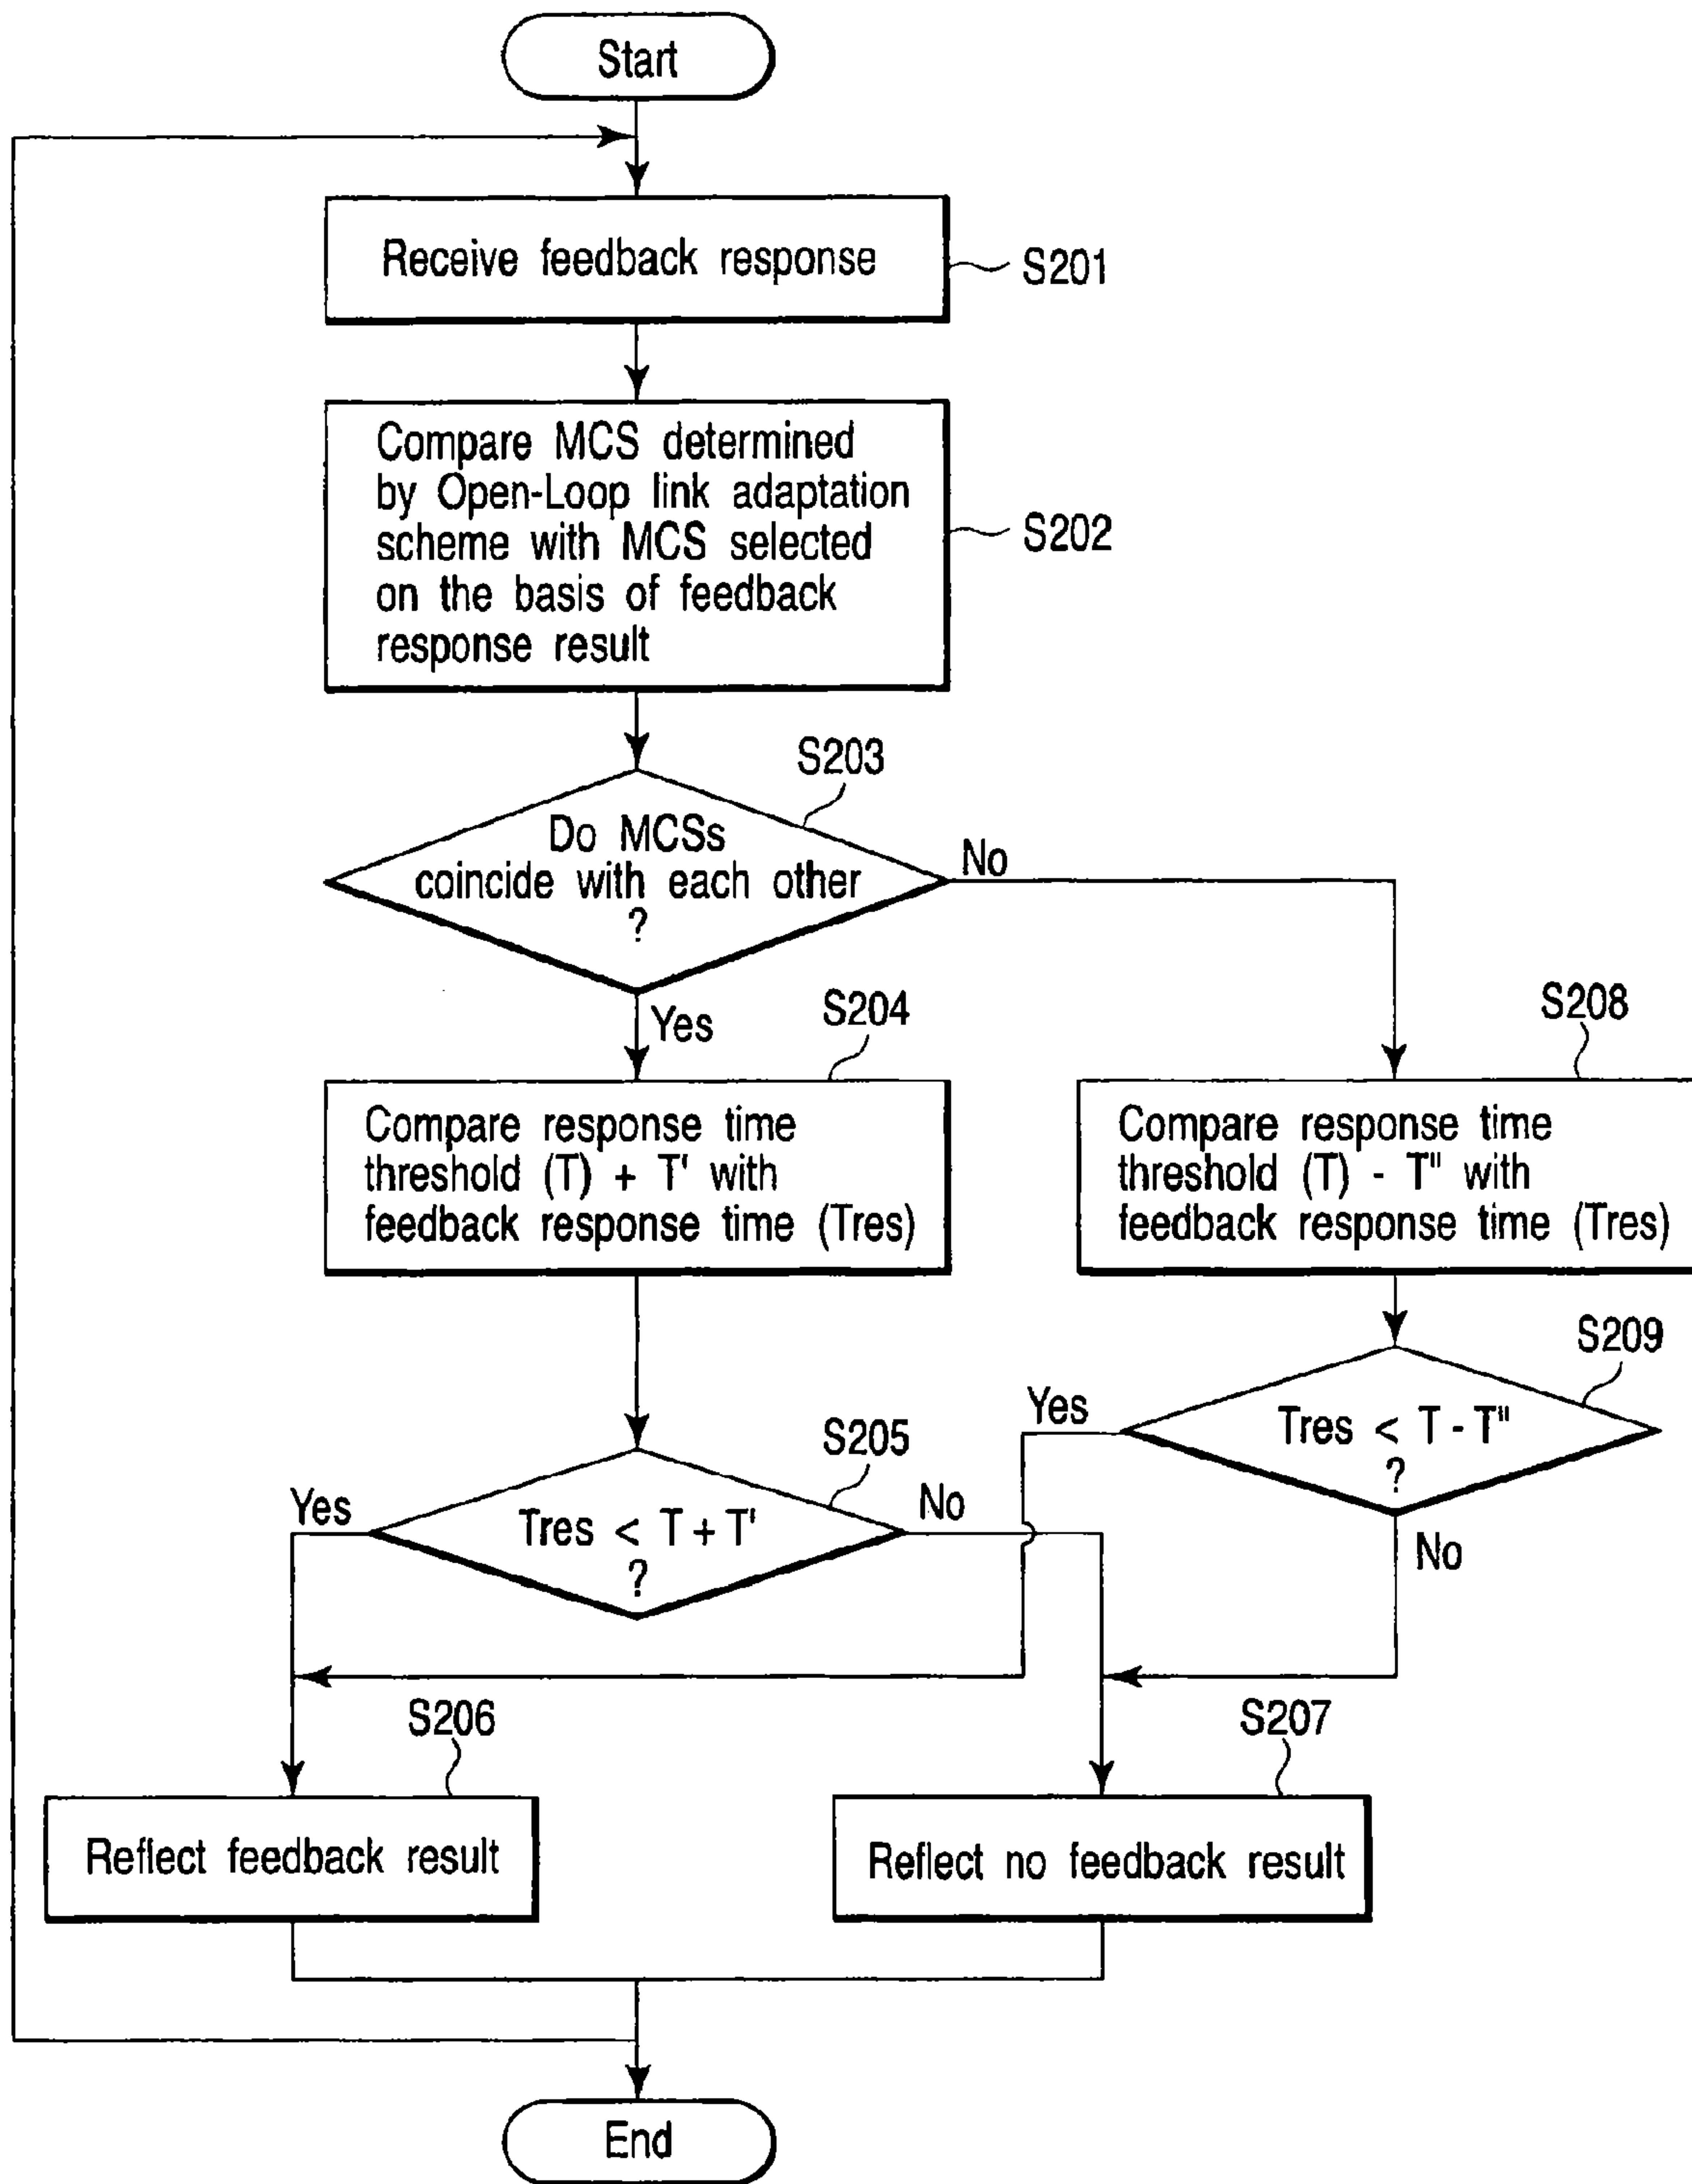 Start
Receive feedback response
S201
Compare MCS determined
by Open-Loop link adaptation
scheme with MCS selected
on the basis of feedback
response result
S202
S203
Do MCSs
coincide with each other
?
No
Yes
S204
Compare response time
threshold (T) + T' with
feedback response time (Tres)
S208
Compare response time
threshold (T) - T" with
feedback response time (Tres)
S209
Tres < T - T"
?
Yes
No
S205
Tres < T + T'
?
Yes
No
S206
Reflect feedback result
S207
Reflect no feedback result
End